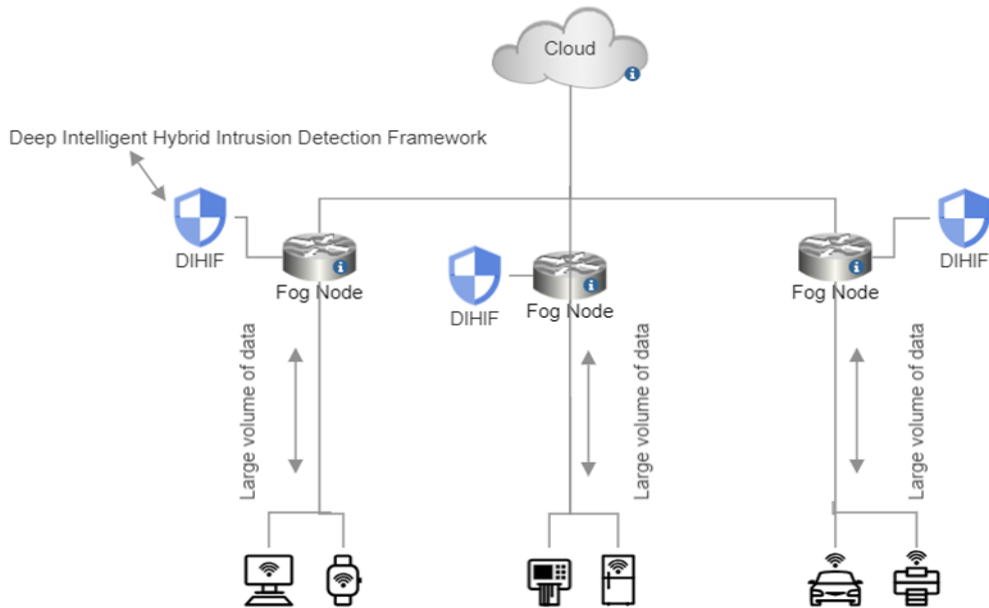 Cloud
Deep Intelligent Hybrid Intrusion Detection Framework
DIHIF
Fog Node
DIHIF
Fog Node
DIHIF
Fog Node
Large volume of data
Large volume of data
Large volume of data